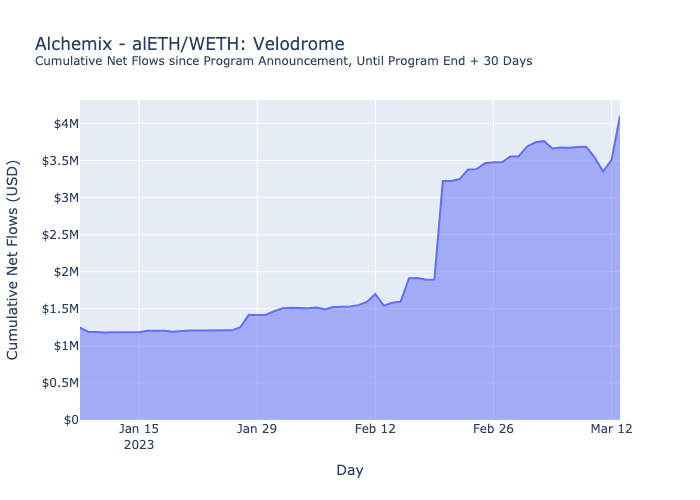 Alchemix - alETH/WETH: Velodrome
Cumulative Net Flows since Program Announcement, Until Program End + 30 Days
Cumulative Net Flows (USD)
$4M
$3.5M
$3M
$2.5M
$2M
$1.5M
$1M
$0.5M
$0
Jan 15
2023
Jan 29
Feb 12
Feb 26
Mar 12
Day